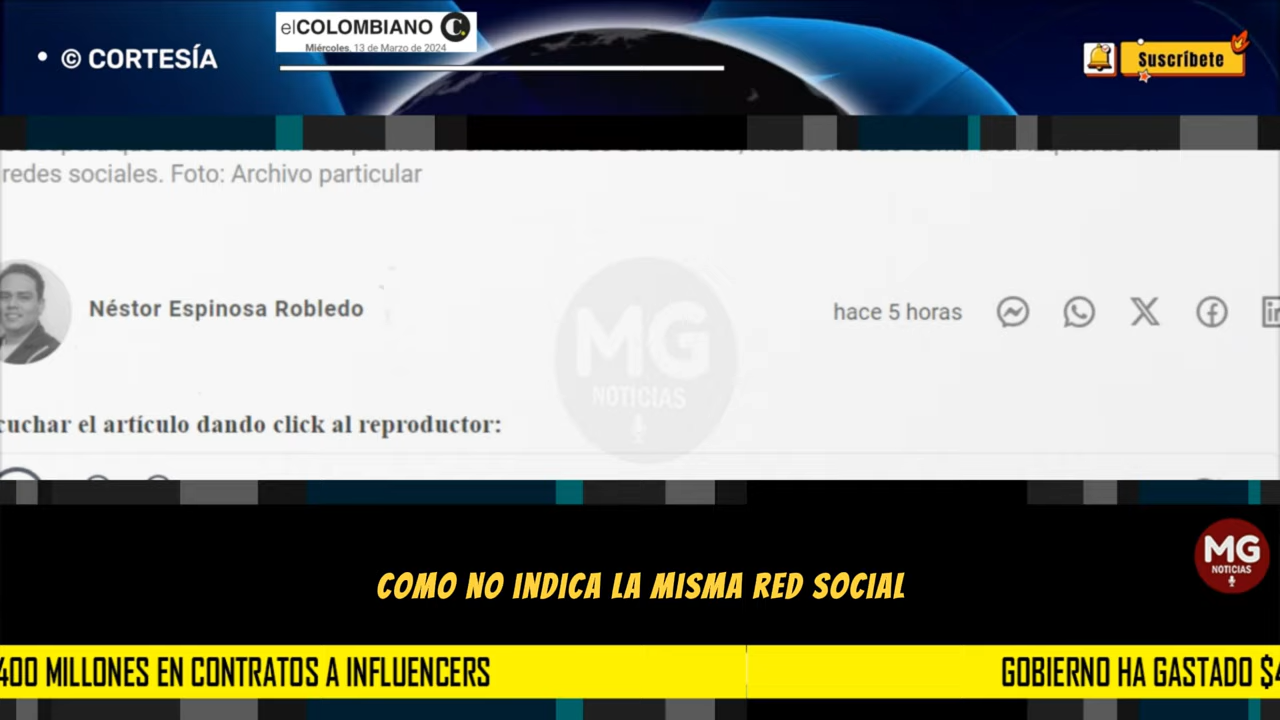 elCOLOMBIANO C.
Miércoles, 13 de Marzo de 2024
• © CORTESÍA
Suscríbete
redes sociales. Foto: Archivo particular
Néstor Espinosa Robledo
hace 5 horas
MG
NOTICIAS
cuchar el artículo dando click al reproductor:
MG
NOTICIAS
COMO NO INDICA LA MISMA RED SOCIAL
400 MILLONES EN CONTRATOS A INFLUENCERS
GOBIERNO HA GASTADO $4